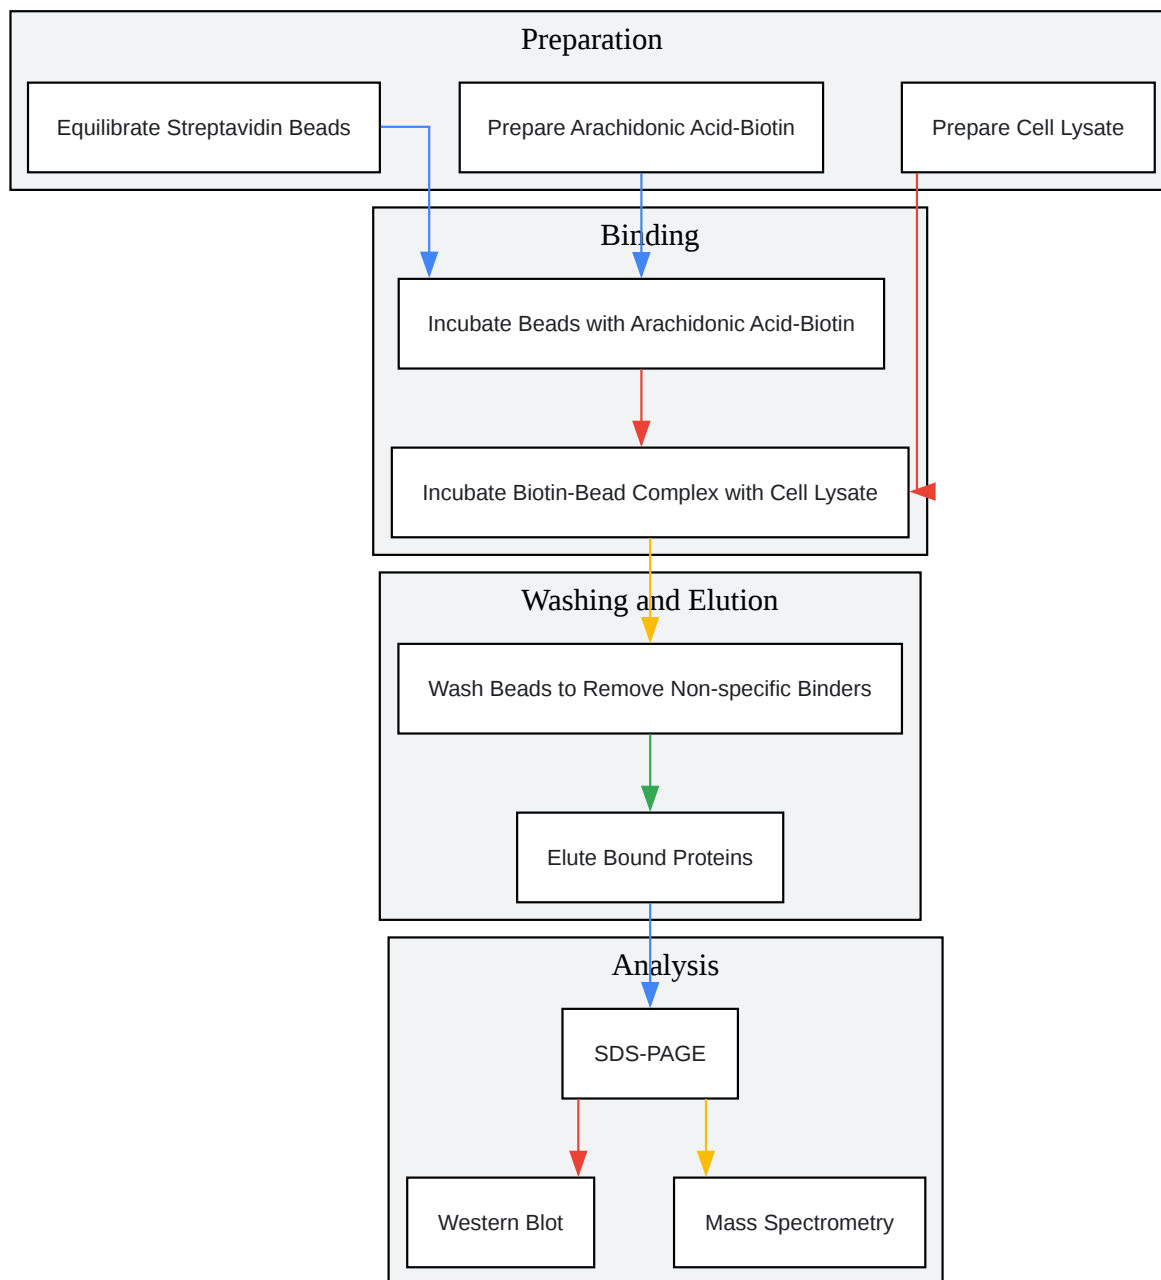 Preparation
Equilibrate Streptavidin Beads
Prepare Arachidonic Acid-Biotin
Prepare Cell Lysate
Binding
Incubate Beads with Arachidonic Acid-Biotin
Incubate Biotin-Bead Complex with Cell Lysate
Washing and Elution
Wash Beads to Remove Non-specific Binders
Elute Bound Proteins
Analysis
SDS-PAGE
Western Blot
Mass Spectrometry